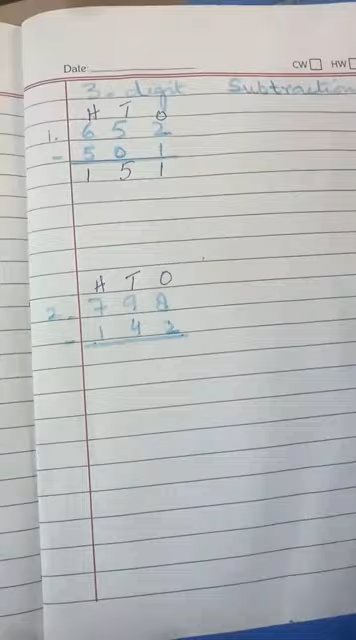 Date: CW HW
3. digit Subtraction
H T O
1. 6 5 2
- 5 0 1
1 5 1
H T O
2. 7 9 8
- 1 4 2